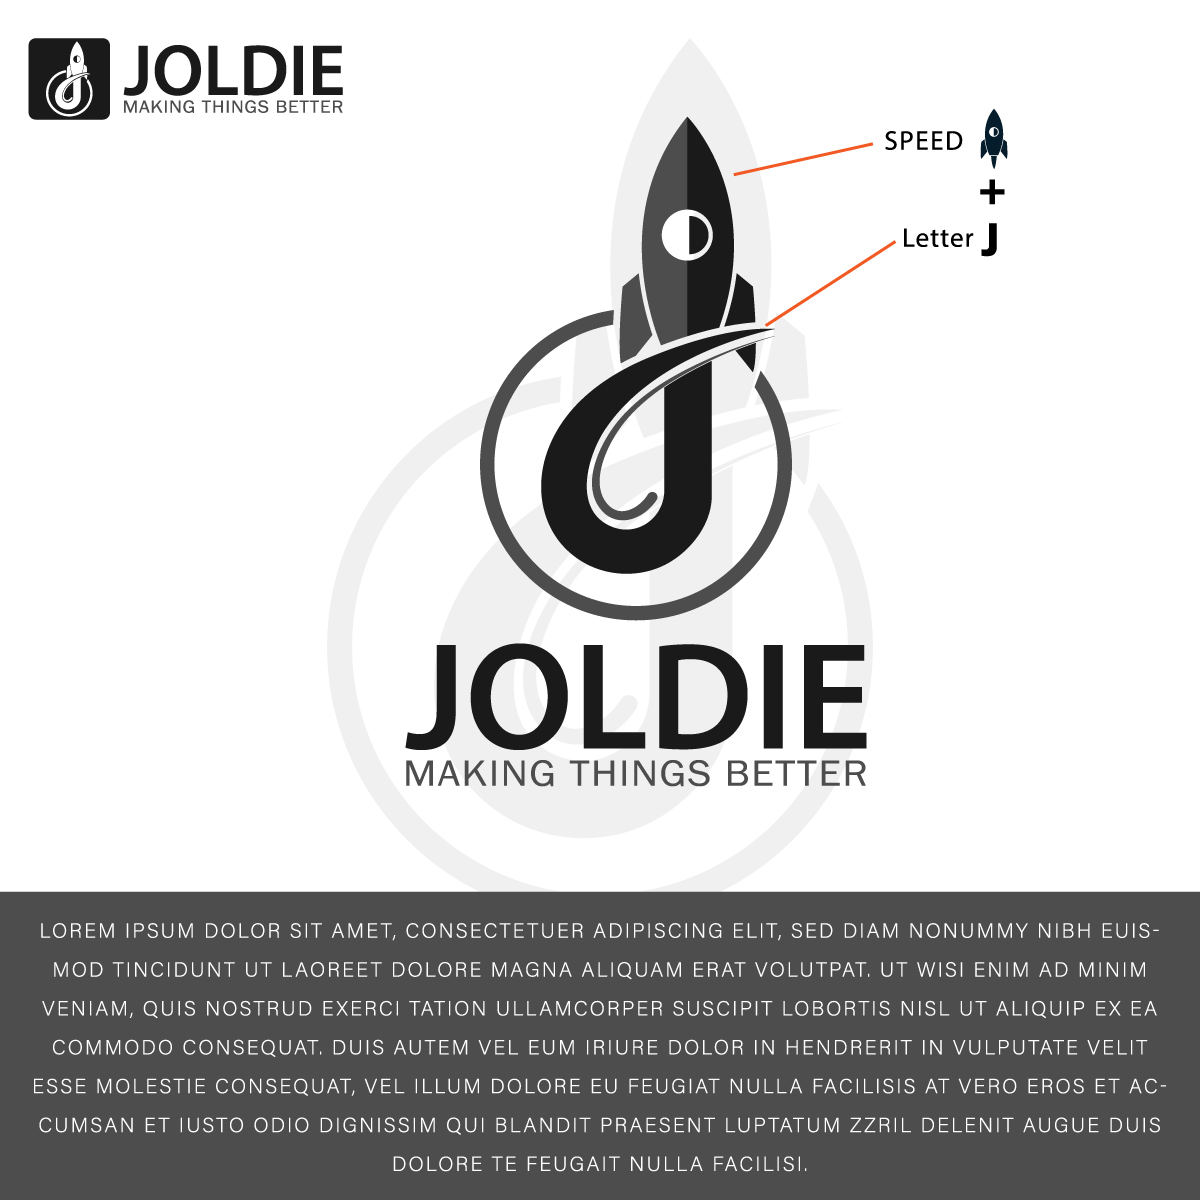 JOLDIE
MAKING THINGS BETTER
SPEED
+
Letter J
JOLDIE
MAKING THINGS BETTER
LOREM IPSUM DOLOR SIT AMET, CONSECTETUER ADIPISCING ELIT, SED DIAM NONUMMY NIBH EUIS-
MOD TINCIDUNT UT LAOREET DOLORE MAGNA ALIQUAM ERAT VOLUTPAT. UT WISI ENIM AD MINIM
VENIAM, QUIS NOSTRUD EXERCI TATION ULLAMCORPER SUSCIPIT LOBORTIS NISL UT ALIQUIP EX EA
COMMODO CONSEQUAT. DUIS AUTEM VEL EUM IRIURE DOLOR IN HENDRERIT IN VULPUTATE VELIT
ESSE MOLESTIE CONSEQUAT, VEL ILLUM DOLORE EU FEUGIAT NULLA FACILISIS AT VERO EROS ET AC-
CUMSAN ET IUSTO ODIO DIGNISSIM QUI BLANDIT PRAESENT LUPTATUM ZZRIL DELENIT AUGUE DUIS
DOLORE TE FEUGAIT NULLA FACILISI.